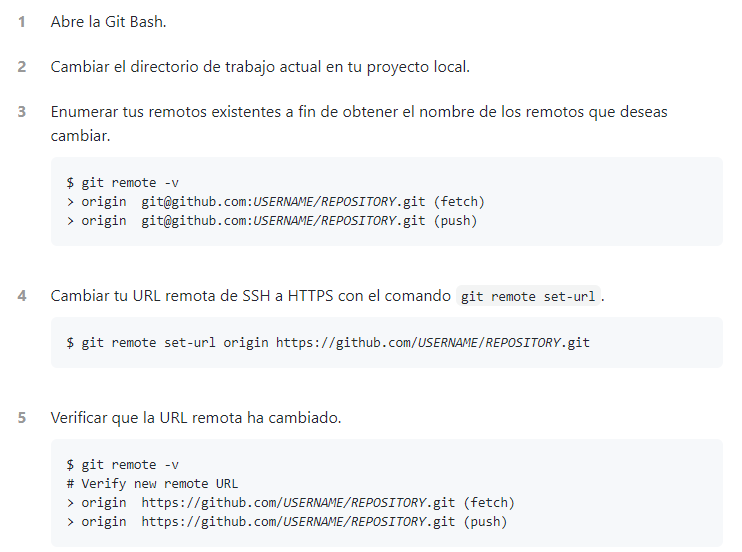 1 Abre la Git Bash.
2 Cambiar el directorio de trabajo actual en tu proyecto local.
3 Enumerar tus remotos existentes a fin de obtener el nombre de los remotos que deseas
cambiar.
$ git remote -v
> origin  git@github.com:USERNAME/REPOSITORY.git (fetch)
> origin  git@github.com:USERNAME/REPOSITORY.git (push)
4 Cambiar tu URL remota de SSH a HTTPS con el comando git remote set-url.
$ git remote set-url origin https://github.com/USERNAME/REPOSITORY.git
5 Verificar que la URL remota ha cambiado.
$ git remote -v
# Verify new remote URL
> origin  https://github.com/USERNAME/REPOSITORY.git (fetch)
> origin  https://github.com/USERNAME/REPOSITORY.git (push)